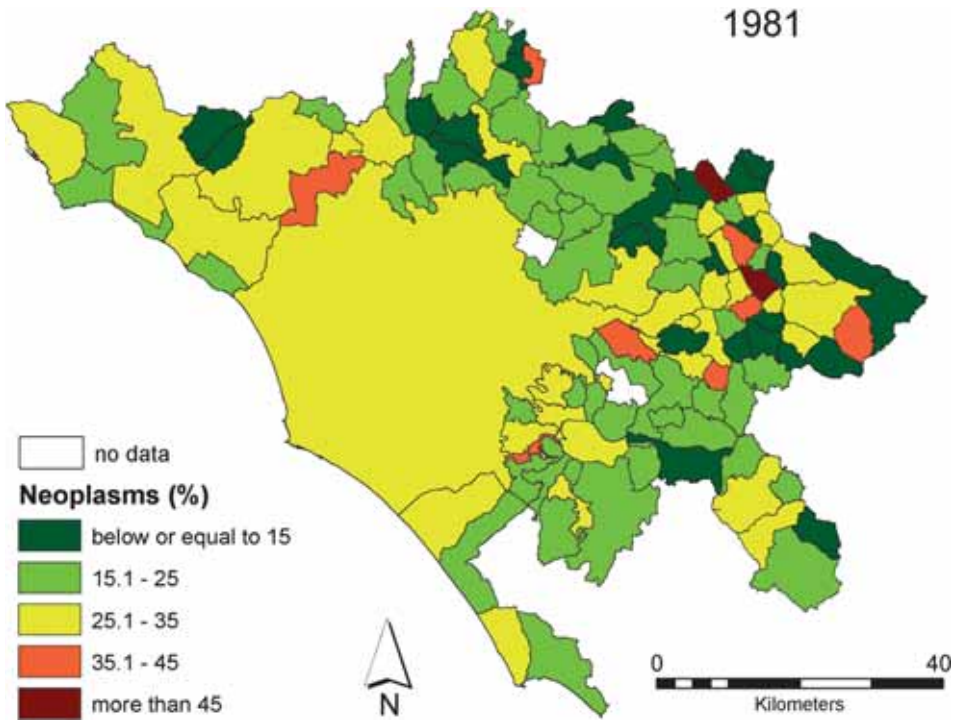 1981
no data
Neoplasms (%)
below or equal to 15
15.1 - 25
25.1 - 35
35.1 - 45
more than 45
N
0 40
Kilometers